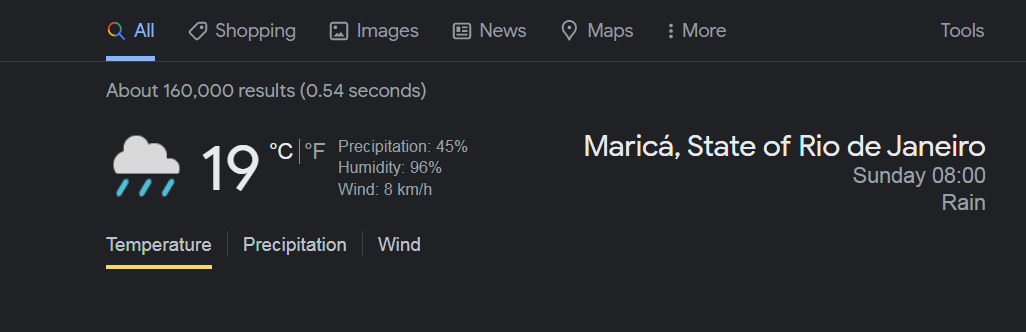 All Shopping Images News Maps More Tools
About 160,000 results (0.54 seconds)
19 °C °F
Precipitation: 45%
Humidity: 96%
Wind: 8 km/h
Maricá, State of Rio de Janeiro
Sunday 08:00
Rain
Temperature Precipitation Wind